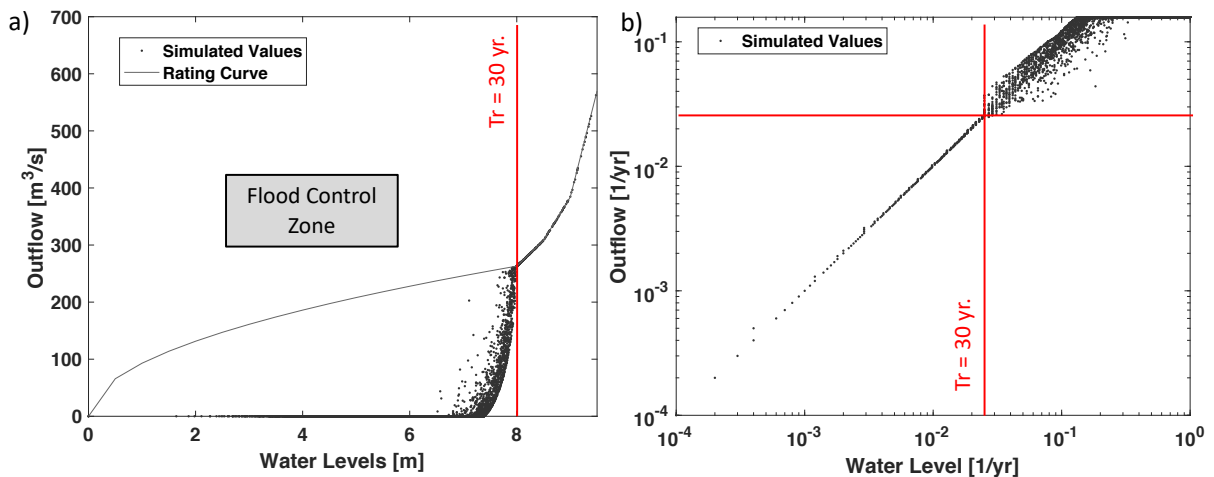 a)
Outflow [m³/s]
700
600
500
400
300
200
100
0
Simulated Values
Rating Curve
Tr = 30 yr.
Flood Control
Zone
0 2 4 6 8
Water Levels [m]
b)
Outflow [1/yr]
10⁻¹
10⁻²
10⁻³
10⁻⁴
Simulated Values
Tr = 30 yr.
10⁻⁴ 10⁻³ 10⁻² 10⁻¹ 10⁰
Water Level [1/yr]